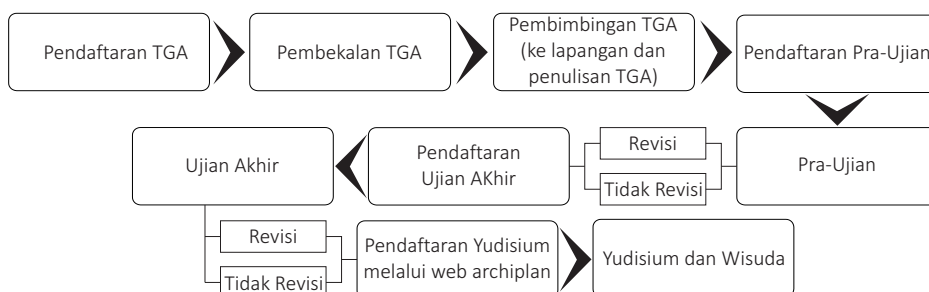 Pendaftaran TGA
Pembekalan TGA
Pembimbingan TGA
(ke lapangan dan
penulisan TGA)
Pendaftaran Pra-Ujian
Pra-Ujian
Revisi
Tidak Revisi
Pendaftaran
Ujian AKhir
Ujian Akhir
Revisi
Tidak Revisi
Pendaftaran Yudisium
melalui web archiplan
Yudisium dan Wisuda